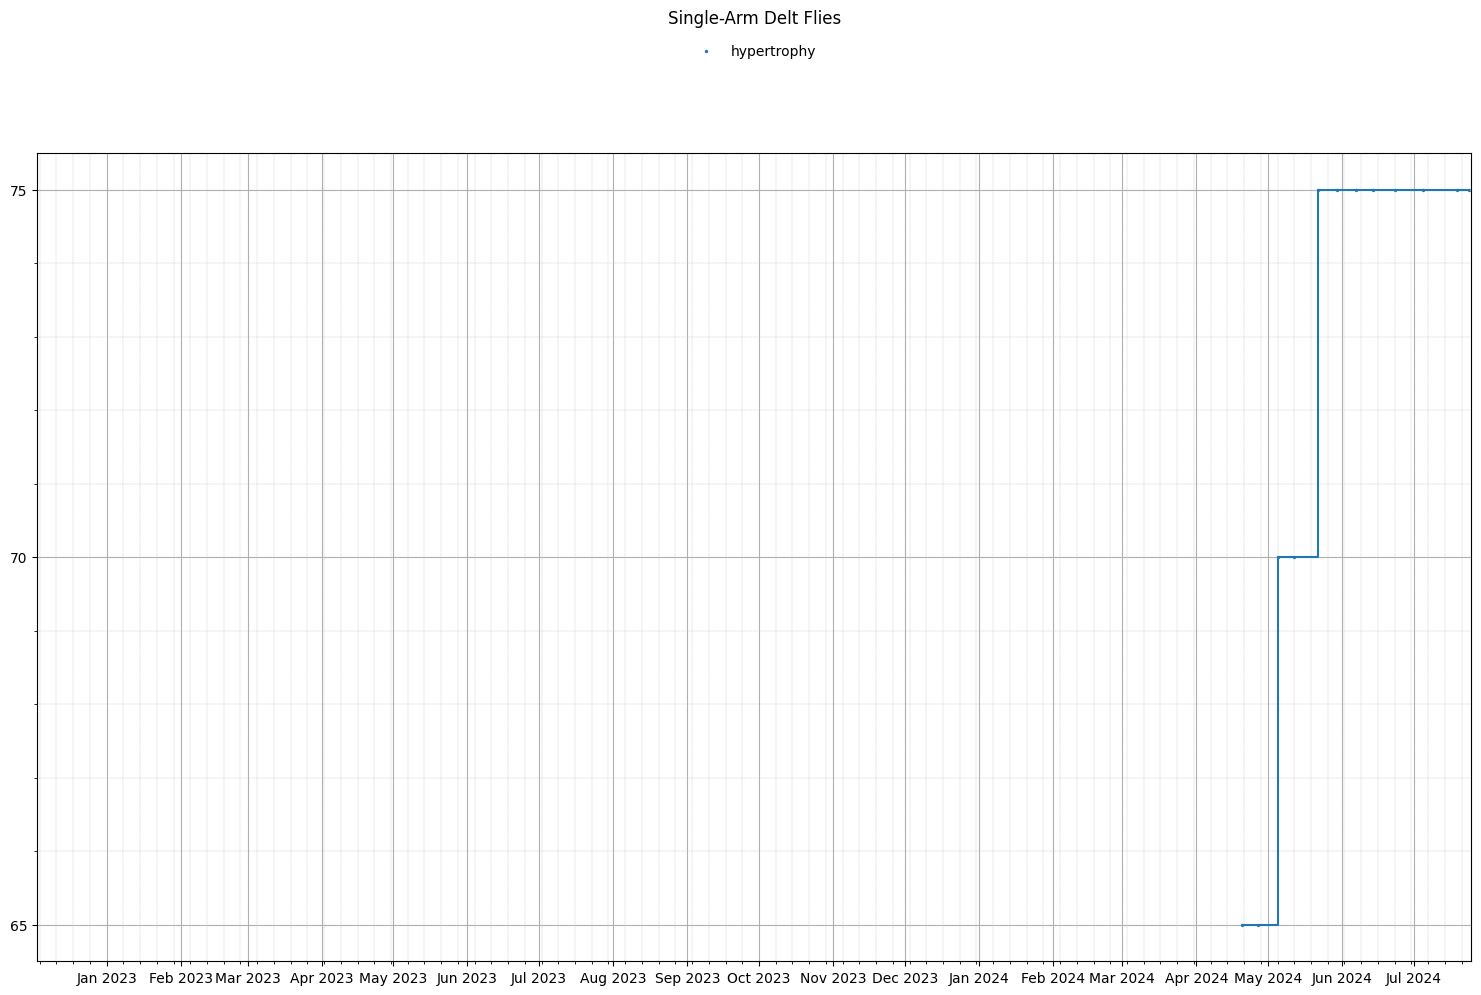 Single-Arm Delt Flies
hypertrophy
75
70
65
Jan 2023 Feb 2023 Mar 2023 Apr 2023 May 2023 Jun 2023 Jul 2023 Aug 2023 Sep 2023 Oct 2023 Nov 2023 Dec 2023 Jan 2024 Feb 2024 Mar 2024 Apr 2024 May 2024 Jun 2024 Jul 2024